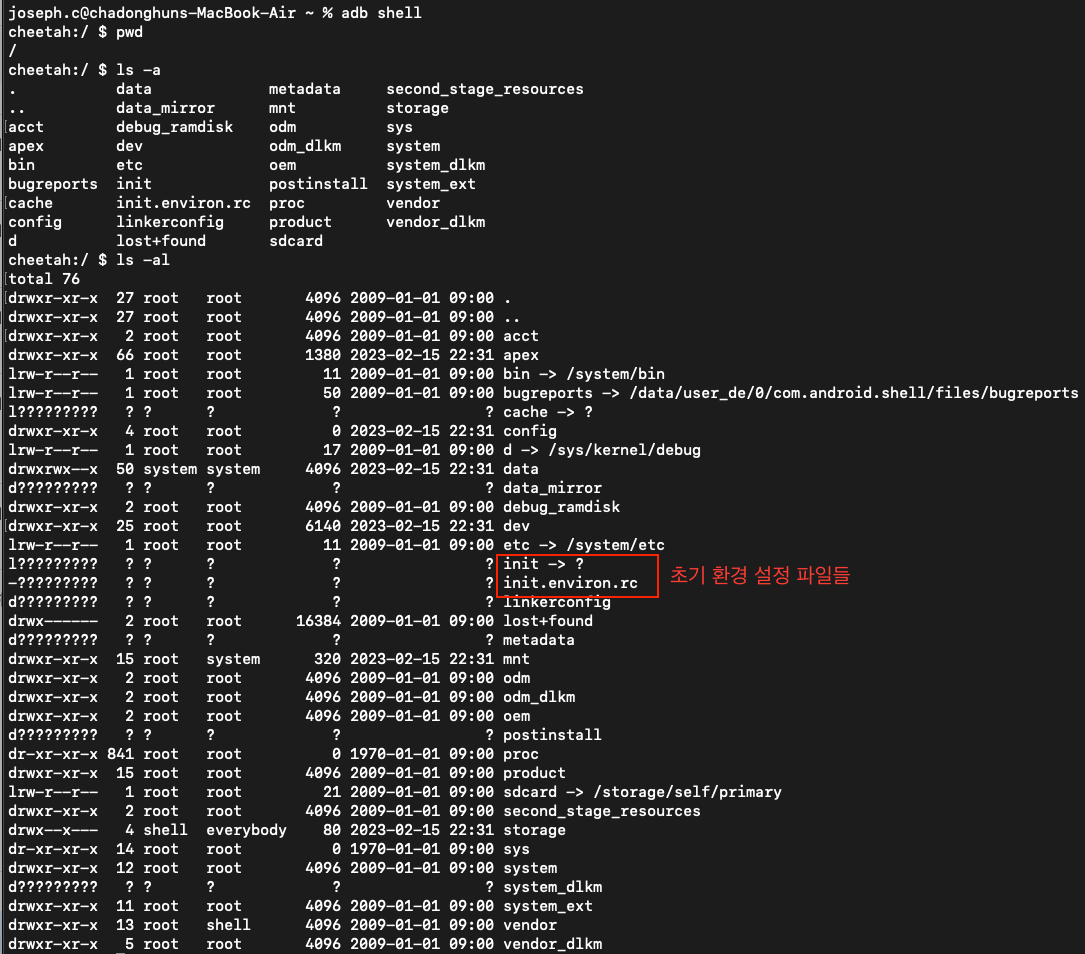 joseph.c@chadonghuns-MacBook-Air ~ % adb shell
cheetah:/ $ pwd
/
cheetah:/ $ ls -a
.            data             metadata     second_stage_resources
..           data_mirror      mnt          storage
acct         debug_ramdisk    odm          sys
apex         dev              odm_dlkm     system
bin          etc              oem          system_dlkm
bugreports   init             postinstall  system_ext
cache        init.environ.rc  proc         vendor
config       linkerconfig     product      vendor_dlkm
d            lost+found       sdcard
cheetah:/ $ ls -al
total 76
drwxr-xr-x  27 root   root       4096 2009-01-01 09:00 .
drwxr-xr-x  27 root   root       4096 2009-01-01 09:00 ..
drwxr-xr-x   2 root   root       4096 2009-01-01 09:00 acct
drwxr-xr-x  66 root   root       1380 2023-02-15 22:31 apex
lrw-r--r--   1 root   root         11 2009-01-01 09:00 bin -> /system/bin
lrw-r--r--   1 root   root         50 2009-01-01 09:00 bugreports -> /data/user_de/0/com.android.shell/files/bugreports
l?????????   ? ?      ?             ?                ? cache -> ?
drwxr-xr-x   4 root   root          0 2023-02-15 22:31 config
lrw-r--r--   1 root   root         17 2009-01-01 09:00 d -> /sys/kernel/debug
drwxrwx--x  50 system system     4096 2023-02-15 22:31 data
d?????????   ? ?      ?             ?                ? data_mirror
drwxr-xr-x   2 root   root       4096 2009-01-01 09:00 debug_ramdisk
drwxr-xr-x  25 root   root       6140 2023-02-15 22:31 dev
lrw-r--r--   1 root   root         11 2009-01-01 09:00 etc -> /system/etc
l?????????   ? ?      ?             ?                ? init -> ?
초기 환경 설정 파일들
-?????????   ? ?      ?             ?                ? init.environ.rc
d?????????   ? ?      ?             ?                ? linkerconfig
drwx------   2 root   root      16384 2009-01-01 09:00 lost+found
d?????????   ? ?      ?             ?                ? metadata
drwxr-xr-x  15 root   system      320 2023-02-15 22:31 mnt
drwxr-xr-x   2 root   root       4096 2009-01-01 09:00 odm
drwxr-xr-x   2 root   root       4096 2009-01-01 09:00 odm_dlkm
drwxr-xr-x   2 root   root       4096 2009-01-01 09:00 oem
d?????????   ? ?      ?             ?                ? postinstall
dr-xr-xr-x 841 root   root          0 1970-01-01 09:00 proc
drwxr-xr-x  15 root   root       4096 2009-01-01 09:00 product
lrw-r--r--   1 root   root         21 2009-01-01 09:00 sdcard -> /storage/self/primary
drwxr-xr-x   2 root   root       4096 2009-01-01 09:00 second_stage_resources
drwx--x---   4 shell  everybody    80 2023-02-15 22:31 storage
dr-xr-xr-x  14 root   root          0 1970-01-01 09:00 sys
drwxr-xr-x  12 root   root       4096 2009-01-01 09:00 system
d?????????   ? ?      ?             ?                ? system_dlkm
drwxr-xr-x  11 root   root       4096 2009-01-01 09:00 system_ext
drwxr-xr-x  13 root   shell      4096 2009-01-01 09:00 vendor
drwxr-xr-x   5 root   root       4096 2009-01-01 09:00 vendor_dlkm